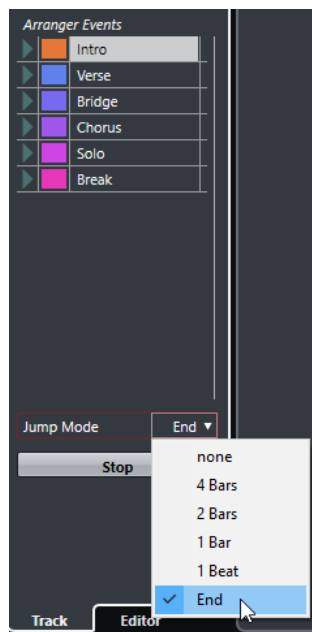 Arranger Events
Intro
Verse
Bridge
Chorus
Solo
Break
Jump Mode End
Stop
none
4 Bars
2 Bars
1 Bar
1 Beat
End
Track Editor